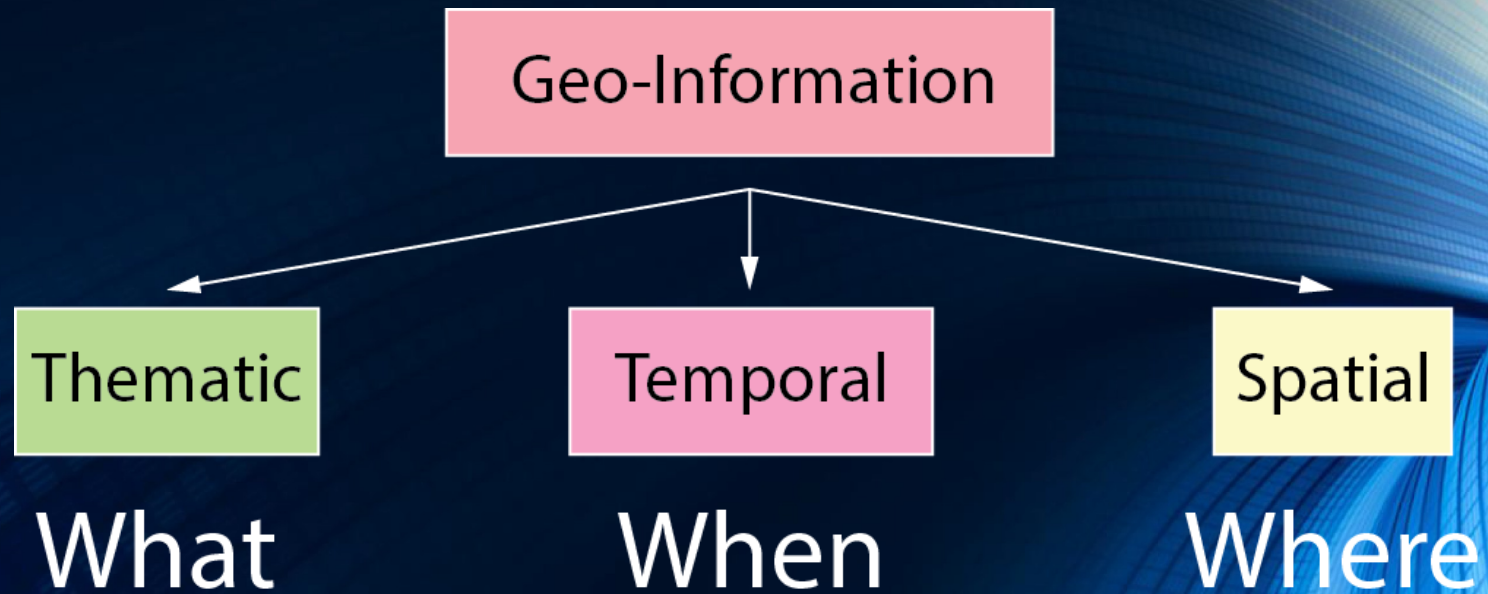 Geo-Information
Thematic
Temporal
Spatial
What
When
Where